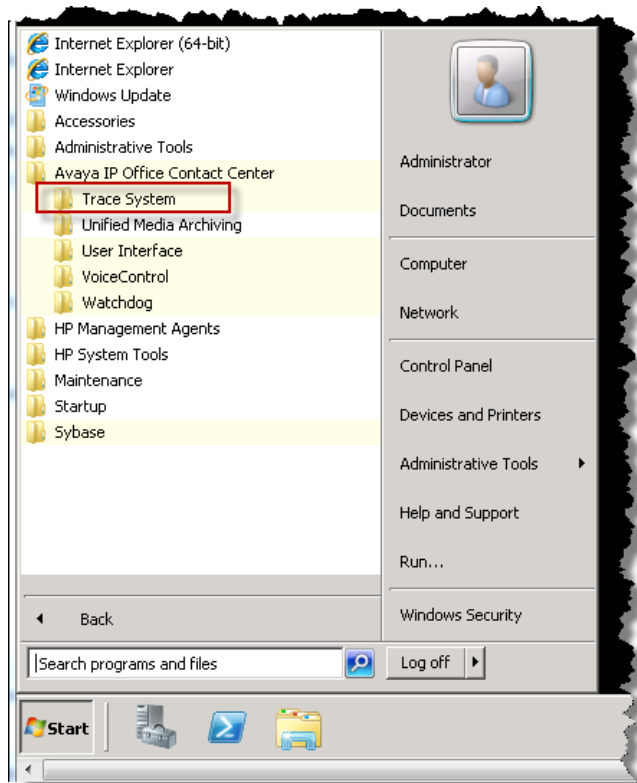 Internet Explorer (64-bit)
Internet Explorer
Windows Update
Accessories
Administrative Tools
Avaya IP Office Contact Center
Trace System
Unified Media Archiving
User Interface
VoiceControl
Watchdog
HP Management Agents
HP System Tools
Maintenance
Startup
Sybase
Back
Search programs and files
Administrator
Documents
Computer
Network
Control Panel
Devices and Printers
Administrative Tools
Help and Support
Run...
Windows Security
Log off
Start